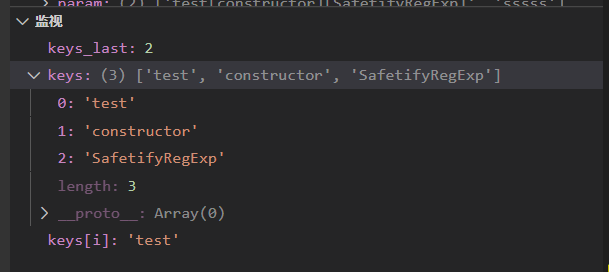 param: (2) ['test[constructor][SafetifyRegExp]', 'sssss']
监视
keys_last: 2
keys: (3) ['test', 'constructor', 'SafetifyRegExp']
0: 'test'
1: 'constructor'
2: 'SafetifyRegExp'
length: 3
__proto__: Array(0)
keys[i]: 'test'